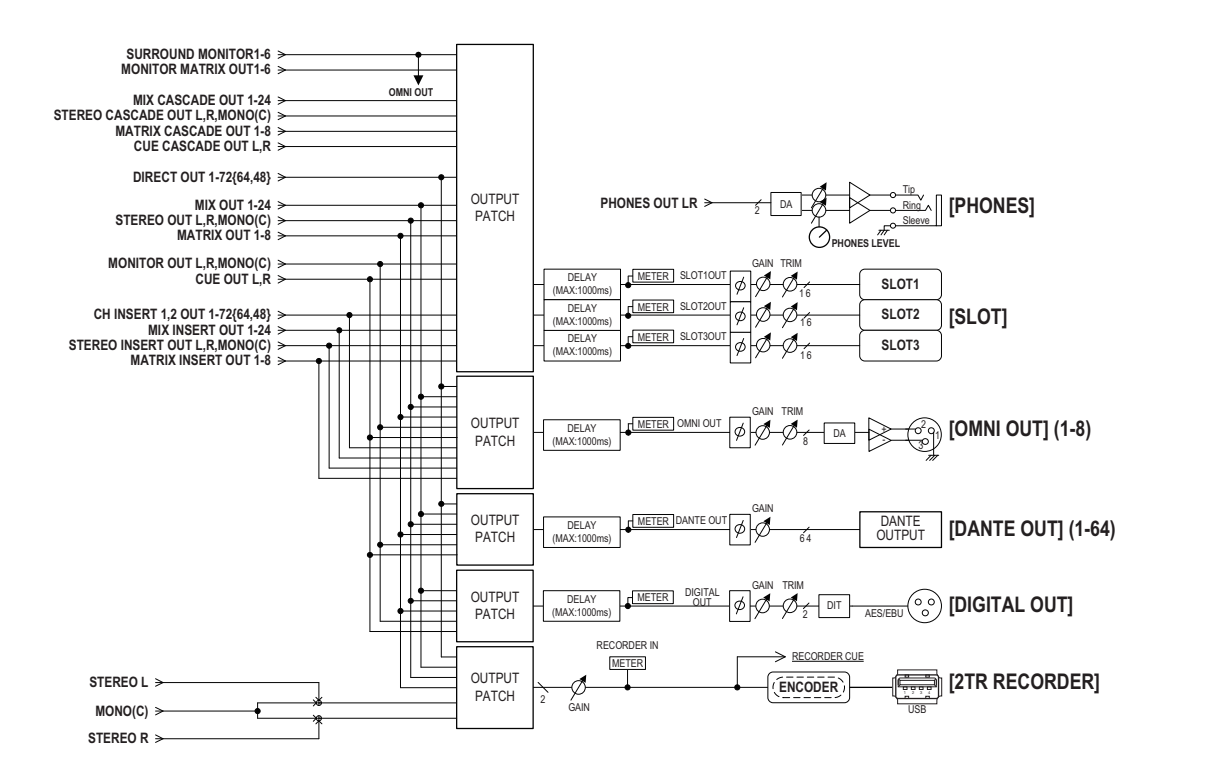 SURROUND MONITOR1-6
MONITOR MATRIX OUT1-6
OMNI OUT
MIX CASCADE OUT 1-24
STEREO CASCADE OUT L,R,MONO(C)
MATRIX CASCADE OUT 1-8
CUE CASCADE OUT L,R
DIRECT OUT 1-72{64,48}
MIX OUT 1-24
STEREO OUT L,R,MONO(C)
MATRIX OUT 1-8
MONITOR OUT L,R,MONO(C)
CUE OUT L,R
CH INSERT 1,2 OUT 1-72{64,48}
MIX INSERT OUT 1-24
STEREO INSERT OUT L,R,MONO(C)
MATRIX INSERT OUT 1-8
OUTPUT
PATCH
PHONES OUT LR
2
DA
Tip
Ring
Sleeve
PHONES LEVEL
[PHONES]
GAIN TRIM
DELAY
(MAX:1000ms)
METER
SLOT1OUT
ϕ
16
SLOT1
DELAY
(MAX:1000ms)
METER
SLOT2OUT
ϕ
16
SLOT2
[SLOT]
DELAY
(MAX:1000ms)
METER
SLOT3OUT
ϕ
16
SLOT3
OUTPUT
PATCH
DELAY
(MAX:1000ms)
METER
OMNI OUT
ϕ
GAIN TRIM
8
DA
+
-
2
1
3
[OMNI OUT] (1-8)
OUTPUT
PATCH
DELAY
(MAX:1000ms)
METER
DANTE OUT
ϕ
GAIN
64
DANTE
OUTPUT
[DANTE OUT] (1-64)
OUTPUT
PATCH
DELAY
(MAX:1000ms)
METER
DIGITAL
OUT
ϕ
GAIN TRIM
2
DIT
AES/EBU
[DIGITAL OUT]
OUTPUT
PATCH
2
GAIN
RECORDER IN
METER
RECORDER CUE
ENCODER
1 2 3 4
USB
[2TR RECORDER]
STEREO L
MONO(C)
STEREO R